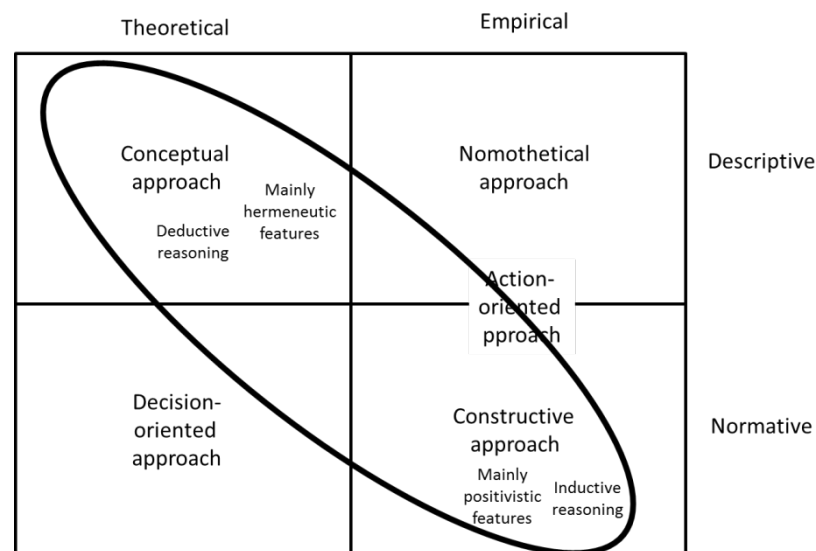 Theoretical
Empirical
Conceptual
approach
Mainly
hermeneutic
features
Deductive
reasoning
Nomothetical
approach
Descriptive
Action-
oriented
pproach
Decision-
oriented
approach
Constructive
approach
Mainly
positivistic
features
Inductive
reasoning
Normative